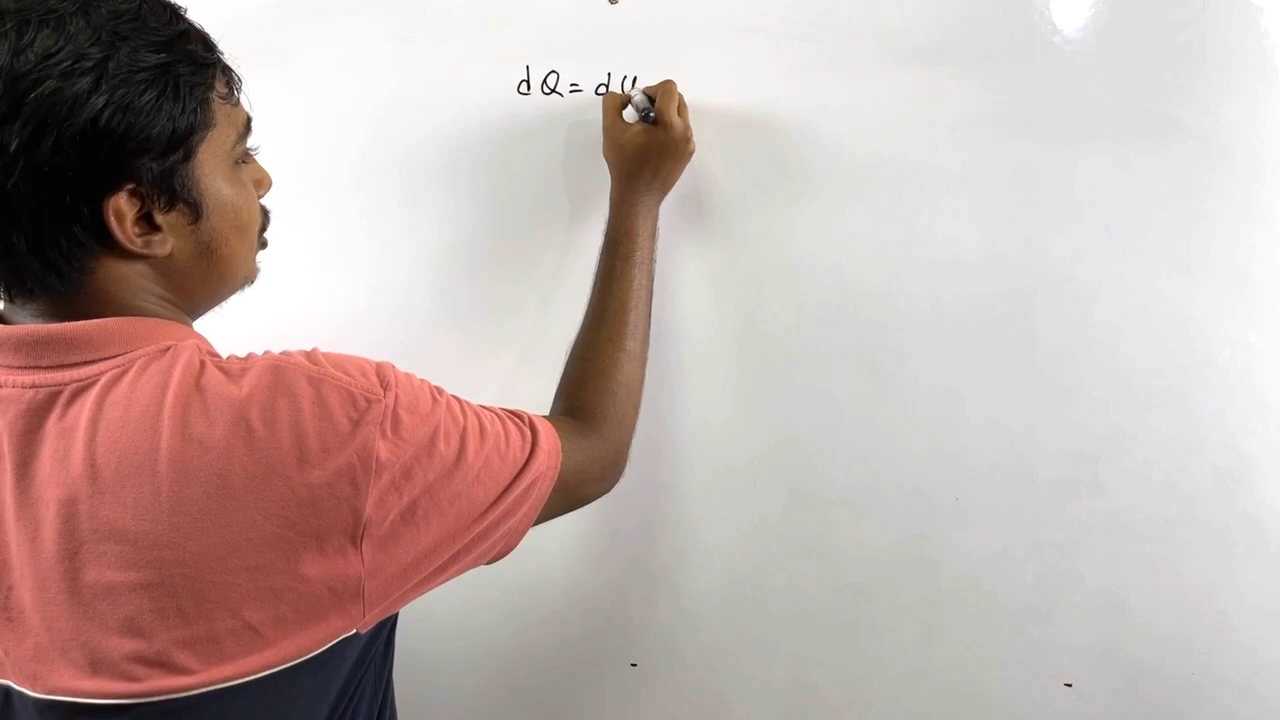 dQ = dU